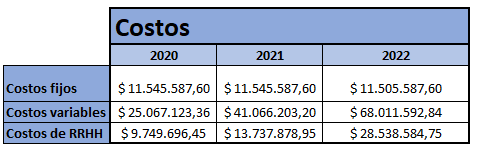 Costos
2020 2021 2022
Costos fijos $ 11.545.587,60 $ 11.545.587,60 $ 11.505.587,60
Costos variables $ 25.067.123,36 $ 41.066.203,20 $ 68.011.592,84
Costos de RRHH $ 9.749.696,45 $ 13.737.878,95 $ 28.538.584,75